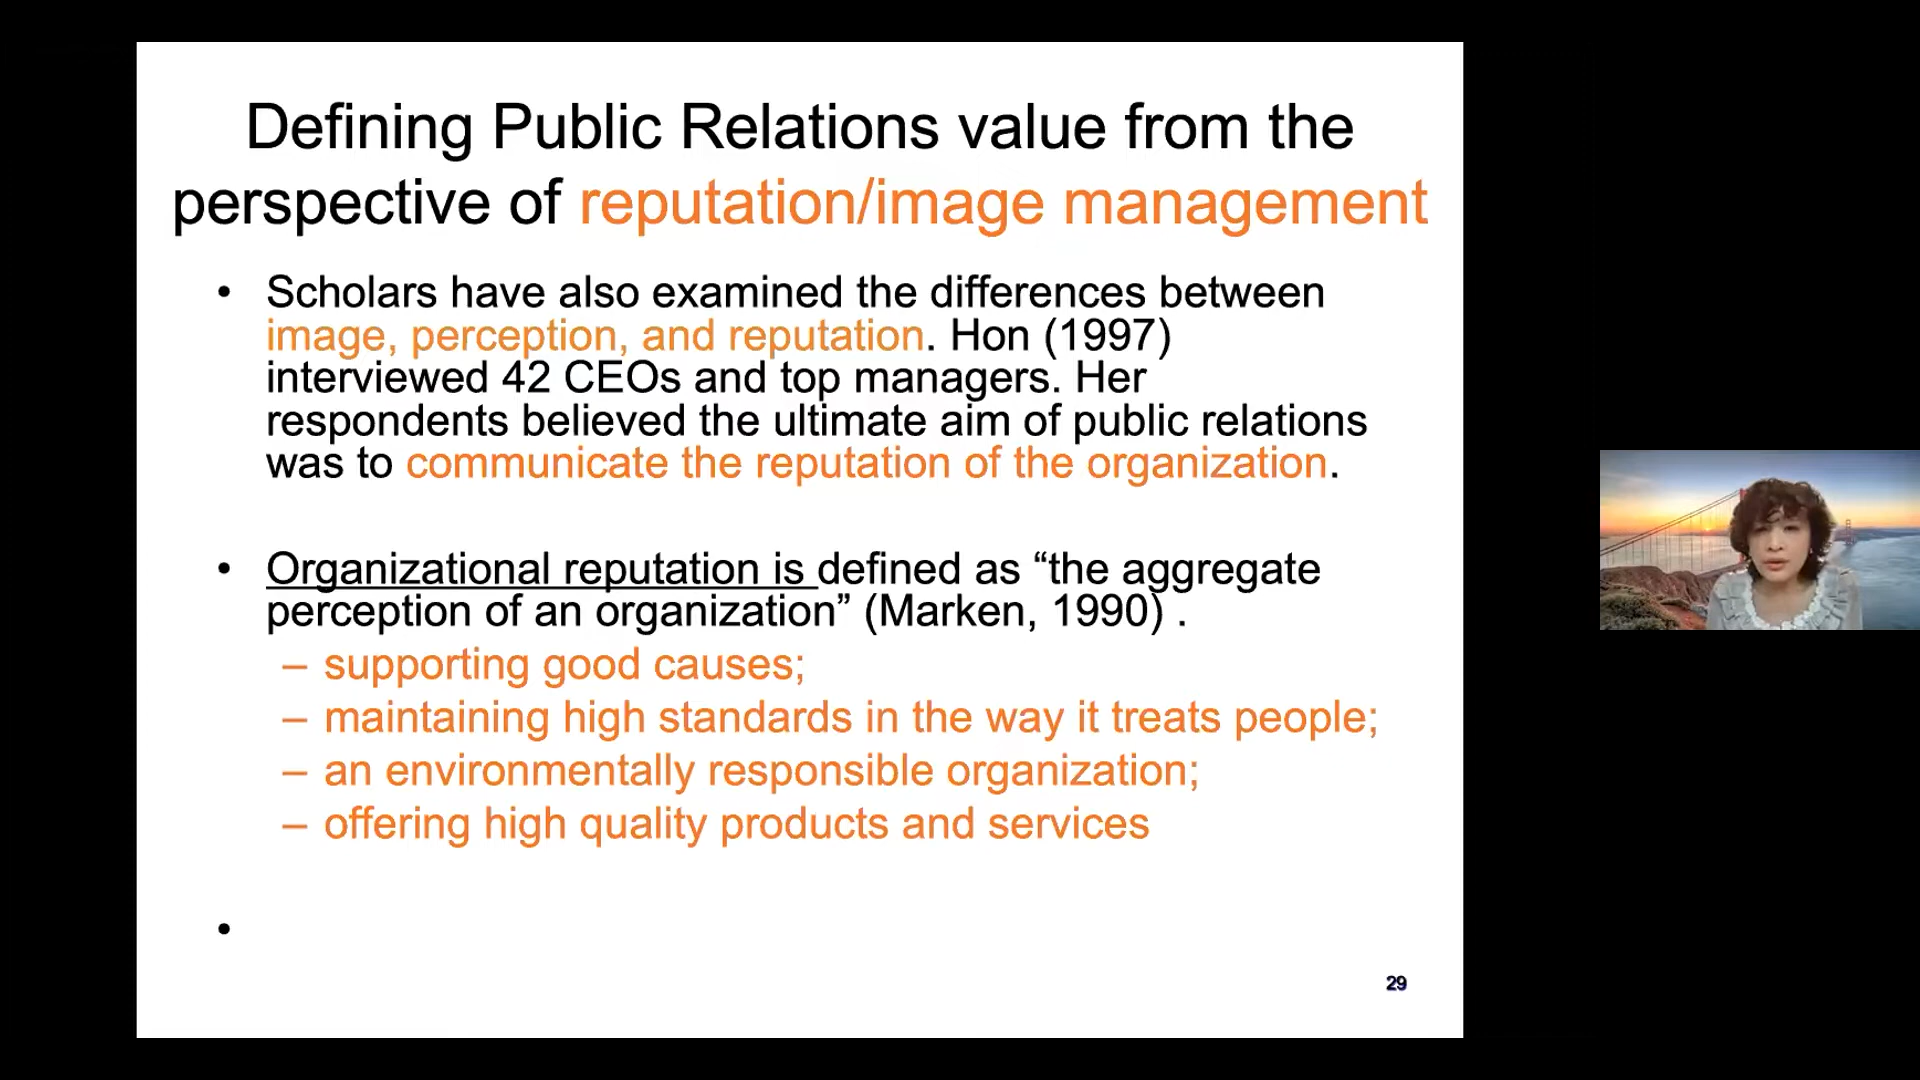 Defining Public Relations value from the
perspective of reputation/image management
• Scholars have also examined the differences between
image, perception, and reputation. Hon (1997)
interviewed 42 CEOs and top managers. Her
respondents believed the ultimate aim of public relations
was to communicate the reputation of the organization.
• Organizational reputation is defined as “the aggregate
perception of an organization” (Marken, 1990) .
– supporting good causes;
– maintaining high standards in the way it treats people;
– an environmentally responsible organization;
– offering high quality products and services
•
29